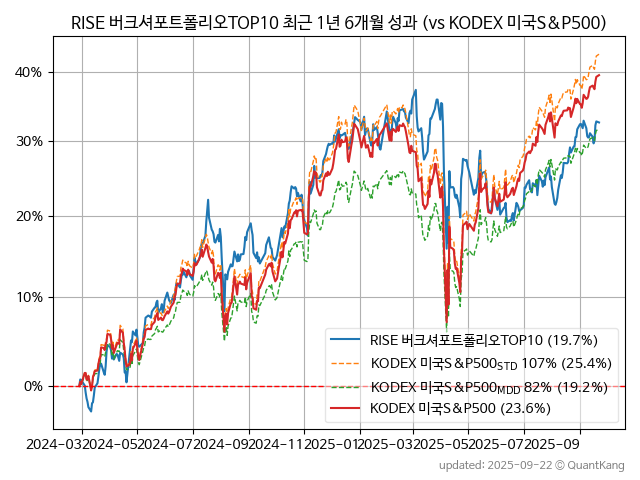 RISE 버크셔포트폴리오TOP10 최근 1년 6개월 성과 (vs KODEX 미국S&P500)
40%
30%
20%
10%
0%
RISE 버크셔포트폴리오TOP10 (19.7%)
KODEX 미국S&P500STD 107% (25.4%)
KODEX 미국S&P500MDD 82% (19.2%)
KODEX 미국S&P500 (23.6%)
2024-03 2024-05 2024-07 2024-09 2024-11 2025-01 2025-03 2025-05 2025-07 2025-09
updated: 2025-09-22 © QuantKang